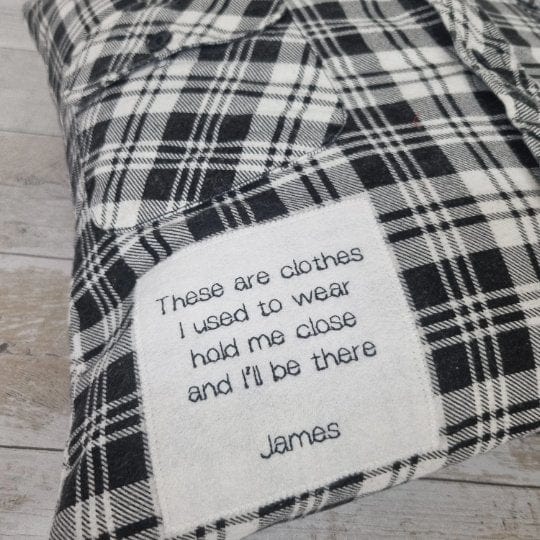 These are clothes
I used to wear
hold me close
and I'll be there
James